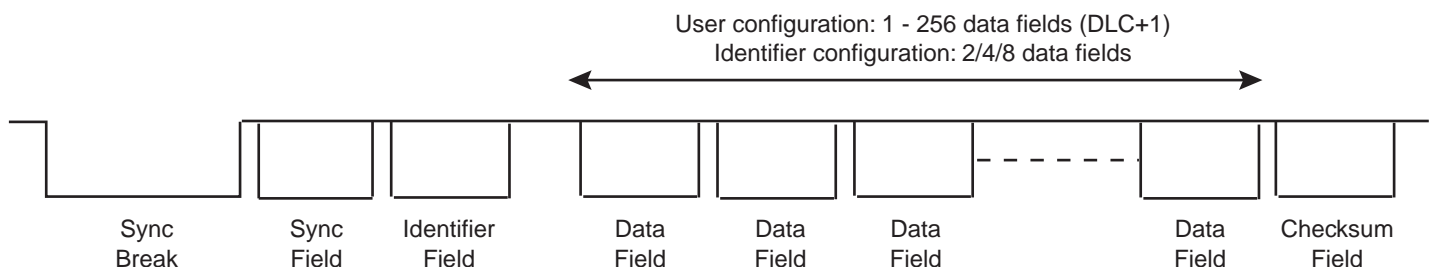 User configuration: 1 - 256 data fields (DLC+1)
Identifier configuration: 2/4/8 data fields
Sync
Break
Sync
Field
Identifier
Field
Data
Field
Data
Field
Data
Field
Data
Field
Checksum
Field